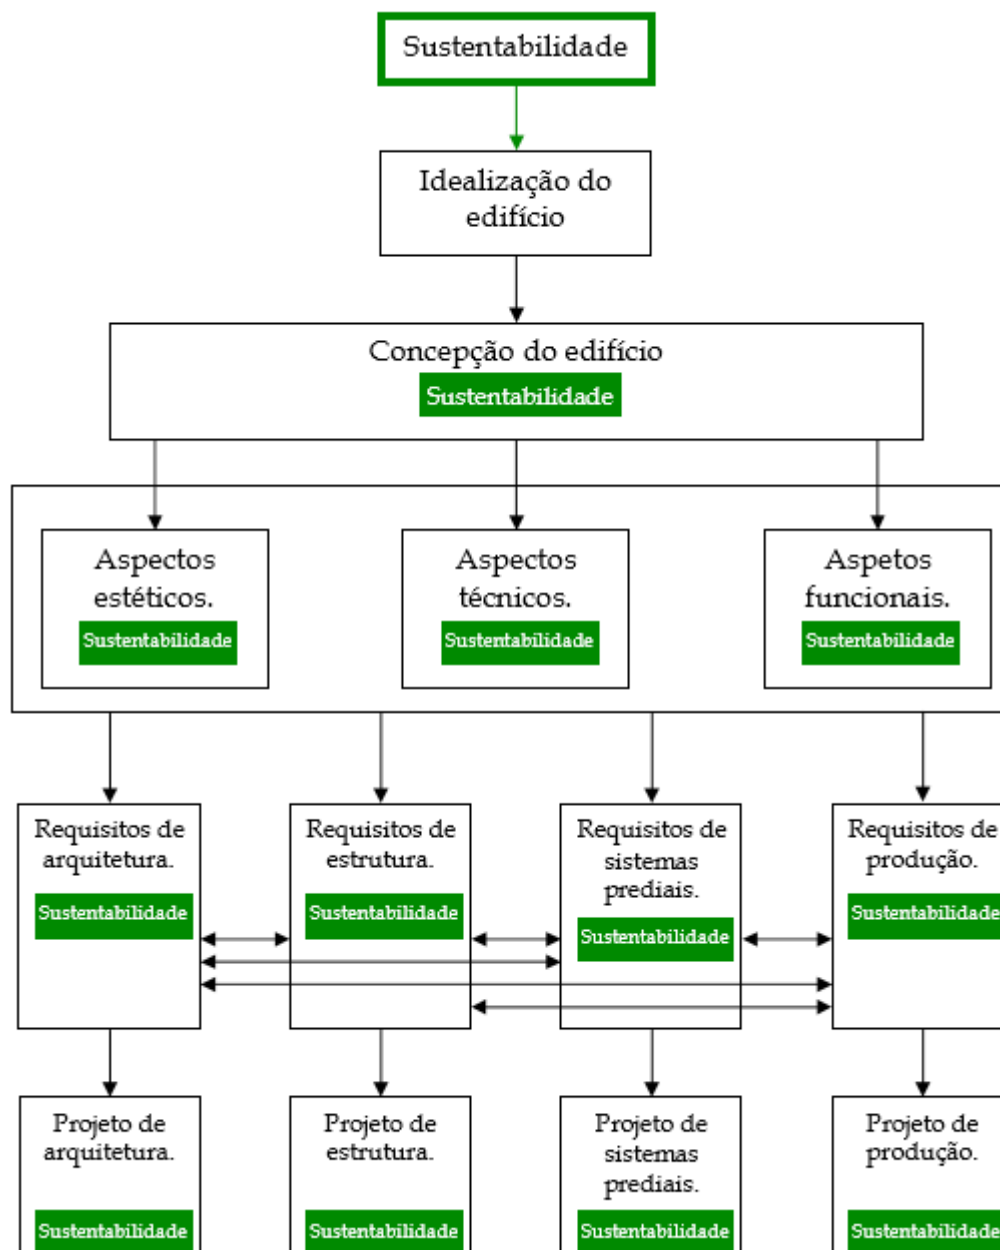 Sustentabilidade
Idealização do
edifício
Concepção do edifício
Sustentabilidade
Aspectos
estéticos.
Sustentabilidade
Aspectos
técnicos.
Sustentabilidade
Aspetos
funcionais.
Sustentabilidade
Requisitos de
arquitetura.
Sustentabilidade
Requisitos de
estrutura.
Sustentabilidade
Requisitos de
sistemas
prediais.
Sustentabilidade
Requisitos de
produção.
Sustentabilidade
Projeto de
arquitetura.
Sustentabilidade
Projeto de
estrutura.
Sustentabilidade
Projeto de
sistemas
prediais.
Sustentabilidade
Projeto de
produção.
Sustentabilidade